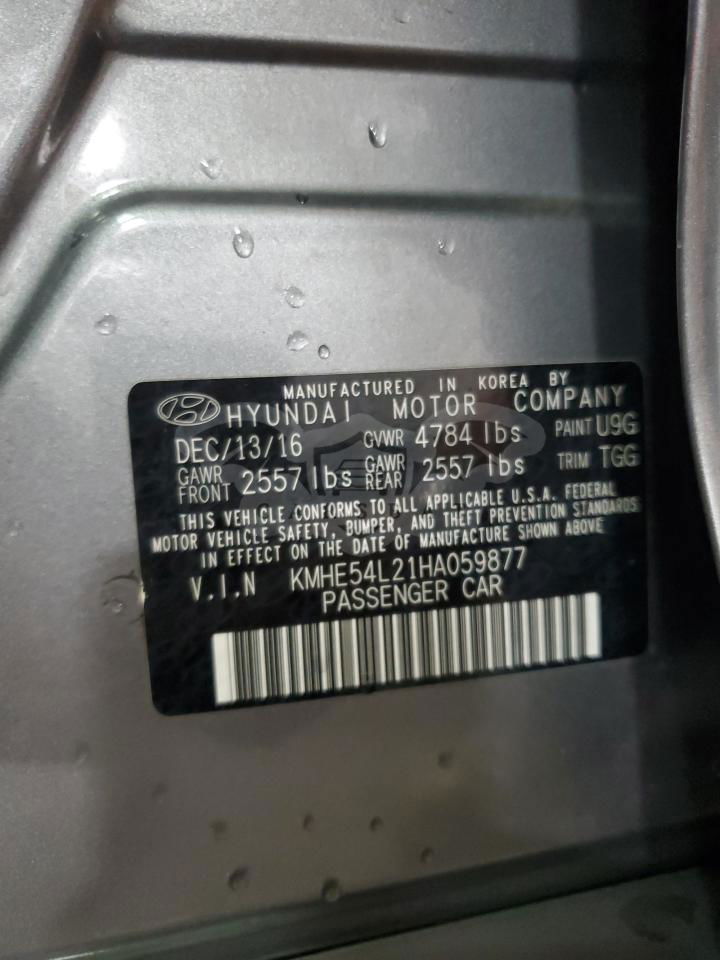 MANUFACTURED IN KOREA BY
HYUNDAI MOTOR COMPANY
DEC/13/16 GVWR 4784 lbs PAINT U9G
GAWR FRONT 2557 lbs GAWR REAR 2557 lbs TRIM TGG
THIS VEHICLE CONFORMS TO ALL APPLICABLE U.S.A. FEDERAL
MOTOR VEHICLE SAFETY, BUMPER, AND THEFT PREVENTION STANDARDS
IN EFFECT ON THE DATE OF MANUFACTURE SHOWN ABOVE
V.I.N KMHE54L21HA059877
PASSENGER CAR